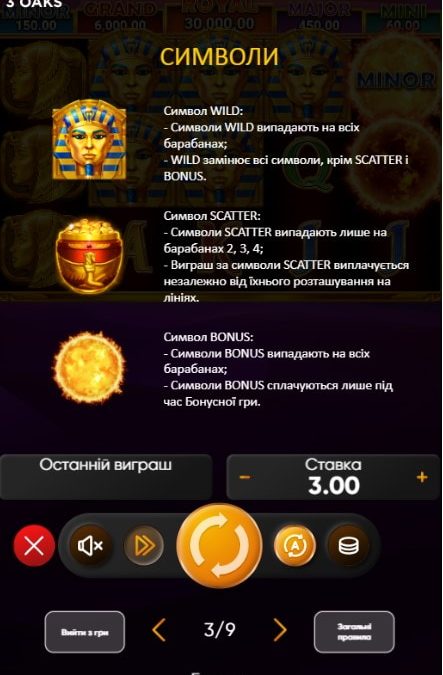 3 OAKS
MINOR GRAND ROYAL MAJOR MINI
150.00 6,000.00 30,000.00 450.00 60.00
СИМВОЛИ
MINOR
Символ WILD:
- Символи WILD випадають на всіх
барабанах;
- WILD замінює всі символи, крім SCATTER і
BONUS.
Q
Символ SCATTER:
- Символи SCATTER випадають лише на
барабанах 2, 3, 4;
- Виграш за символи SCATTER виплачується
незалежно від їхнього розташування на
лініях.
A
Символ BONUS:
- Символи BONUS випадають на всіх
барабанах;
- Символи BONUS сплачуються лише під
час Бонусної гри.
Останній виграш
Ставка
- 3.00 +
A
Вийти з гри
3/9
Загальні
правила